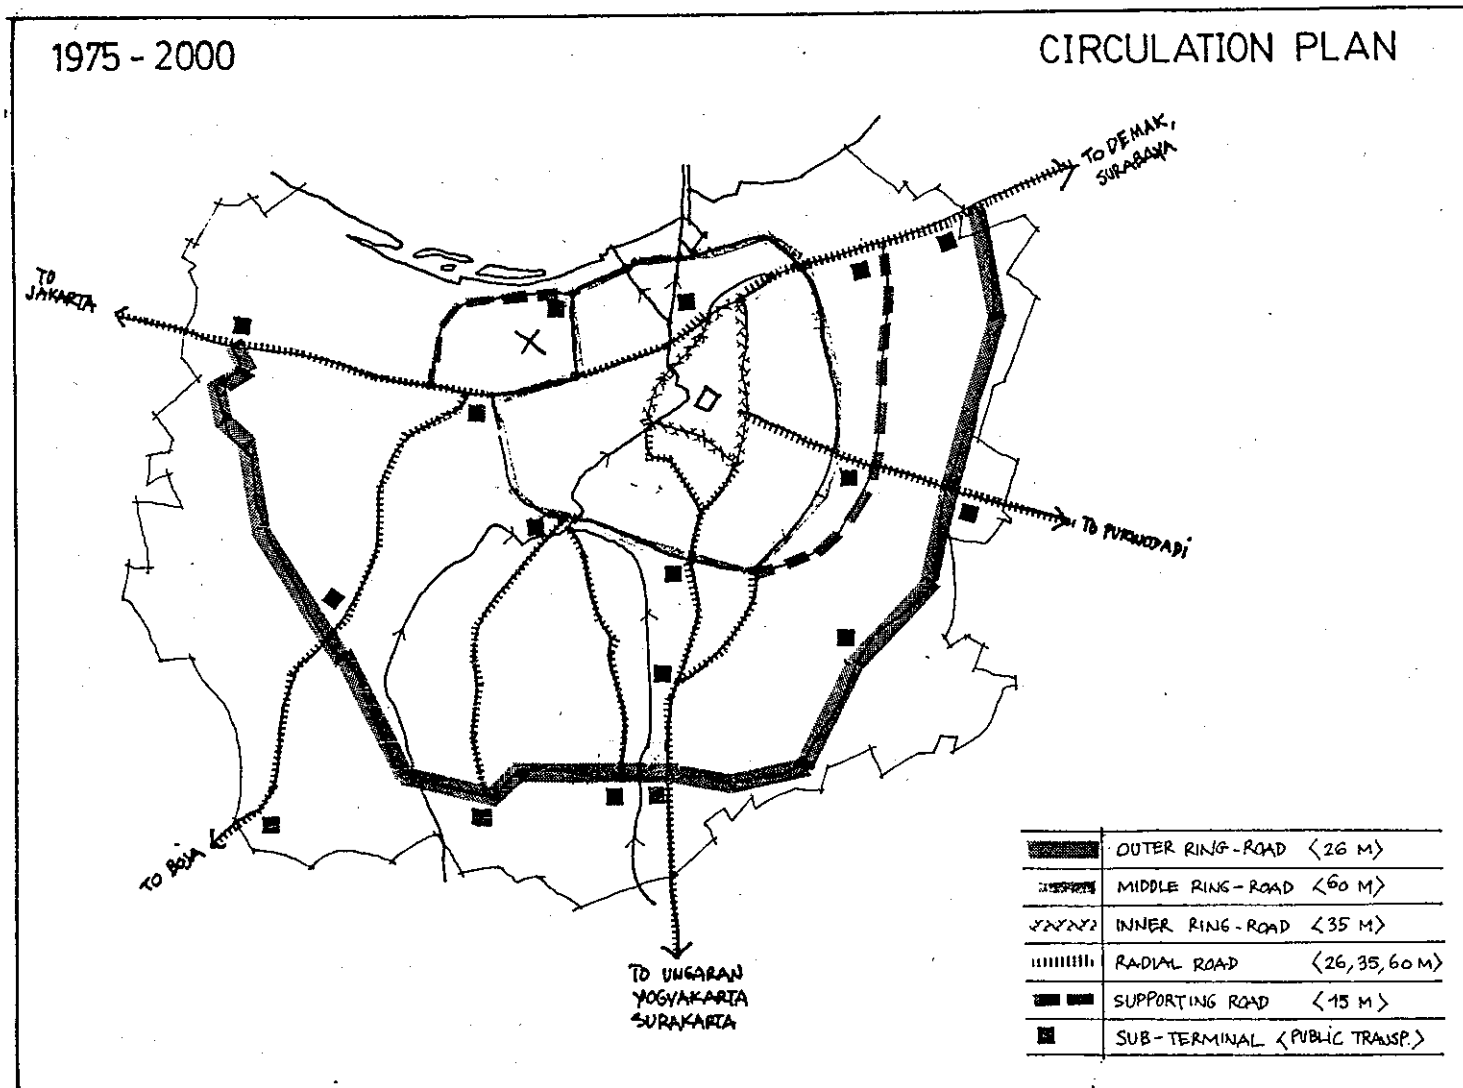 1975 - 2000
CIRCULATION PLAN
TO DEMAK,
SURABAYA
TO
JAKARTA
TO PURWODADI
TO BOJA
TO UNGARAN
YOGYAKARTA
SURAKARTA
OUTER RING-ROAD <26 M>
MIDDLE RING-ROAD <60 M>
INNER RING-ROAD <35 M>
RADIAL ROAD <26,35,60 M>
SUPPORTING ROAD <15 M>
SUB-TERMINAL <PUBLIC TRANSP.>